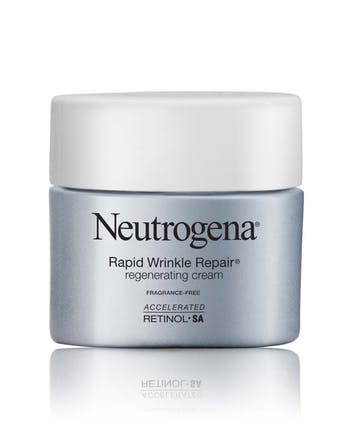 Neutrogena®
Rapid Wrinkle Repair®
regenerating cream
FRAGRANCE-FREE
ACCELERATED
RETINOL·SA